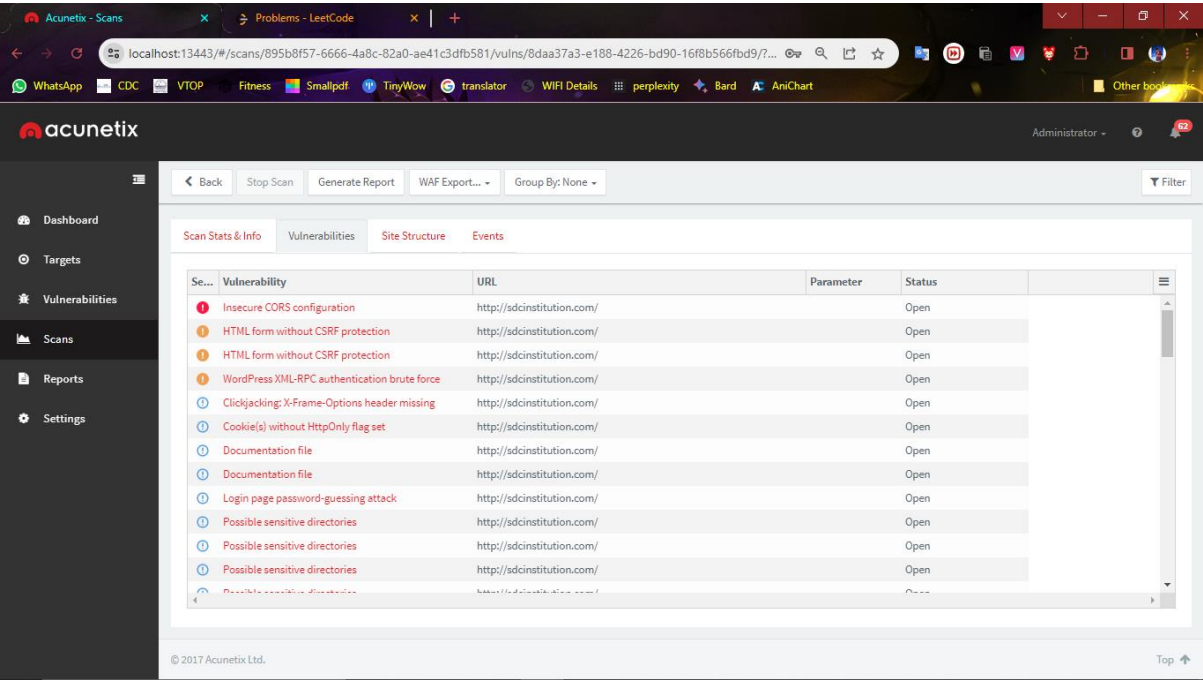 Acunetix - Scans
Problems - LeetCode
localhost:13443/#/scans/895b8f57-6666-4a8c-82a0-ae41c3dfb581/vulns/8daa37a3-e188-4226-bd90-16f8b566fbd9/?...
WhatsApp CDC VTOP Fitness Smallpdf TinyWow translator WIFI Details perplexity Bard AniChart Other bookmarks
acunetix
Administrator
62
Back Stop Scan Generate Report WAF Export... Group By: None Filter
Dashboard
Targets
Vulnerabilities
Scans
Reports
Settings
Scan Stats & Info Vulnerabilities Site Structure Events
Se... Vulnerability URL Parameter Status
Insecure CORS configuration http://sdcinstitution.com/ Open
HTML form without CSRF protection http://sdcinstitution.com/ Open
HTML form without CSRF protection http://sdcinstitution.com/ Open
WordPress XML-RPC authentication brute force http://sdcinstitution.com/ Open
Clickjacking: X-Frame-Options header missing http://sdcinstitution.com/ Open
Cookie(s) without HttpOnly flag set http://sdcinstitution.com/ Open
Documentation file http://sdcinstitution.com/ Open
Documentation file http://sdcinstitution.com/ Open
Login page password-guessing attack http://sdcinstitution.com/ Open
Possible sensitive directories http://sdcinstitution.com/ Open
Possible sensitive directories http://sdcinstitution.com/ Open
Possible sensitive directories http://sdcinstitution.com/ Open
Possible sensitive directories http://sdcinstitution.com/ Open
© 2017 Acunetix Ltd.
Top